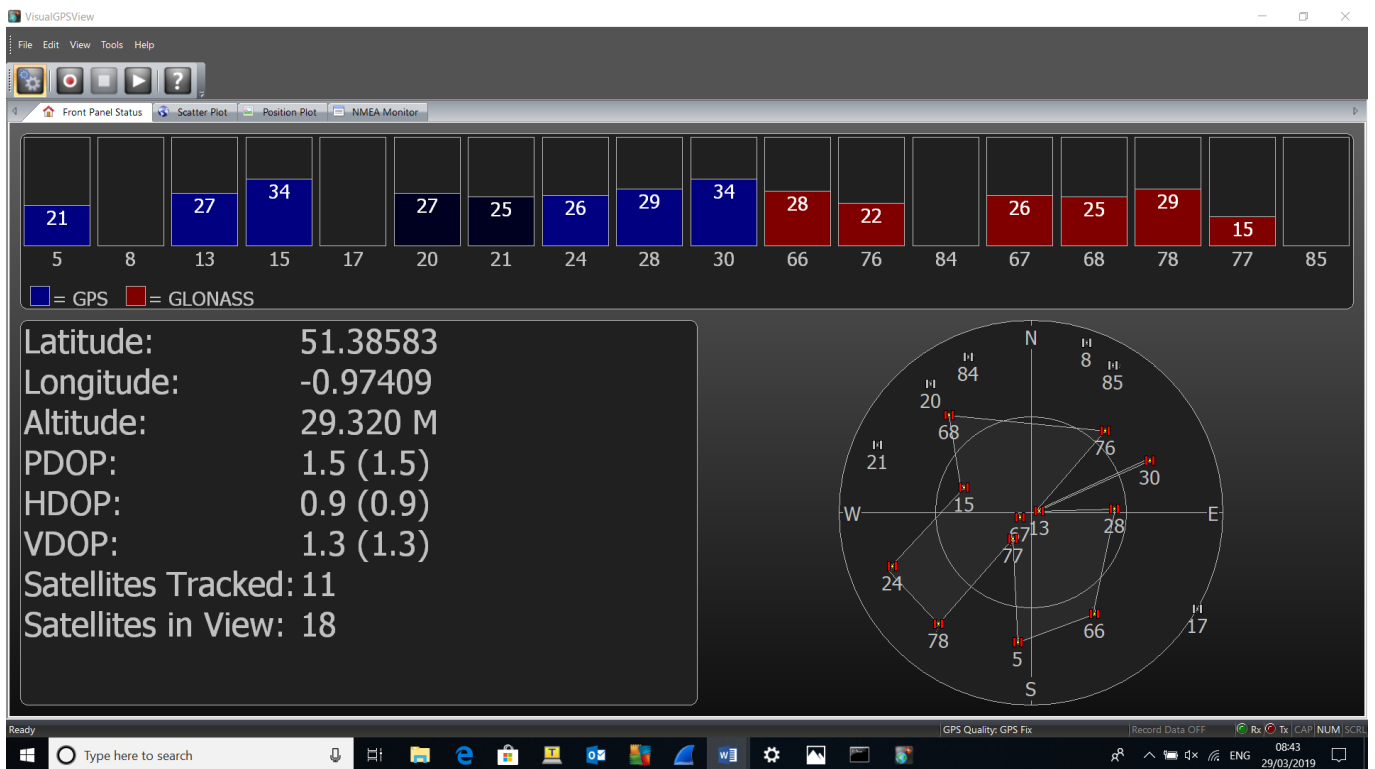 VisualGPSView
File Edit View Tools Help
Front Panel Status Scatter Plot Position Plot NMEA Monitor
21 27 34 27 25 26 29 34 28 22 26 25 29 15
5 8 13 15 17 20 21 24 28 30 66 76 84 67 68 78 77 85
= GPS = GLONASS
Latitude: 51.38583
Longitude: -0.97409
Altitude: 29.320 M
PDOP: 1.5 (1.5)
HDOP: 0.9 (0.9)
VDOP: 1.3 (1.3)
Satellites Tracked: 11
Satellites in View: 18
N
8
84
85
20
68
76
21
30
15
W
E
67
13
28
77
24
66
17
78
5
S
Ready GPS Quality: GPS Fix Record Data OFF Rx Tx CAP NUM SCRL
Type here to search ENG 08:43
29/03/2019